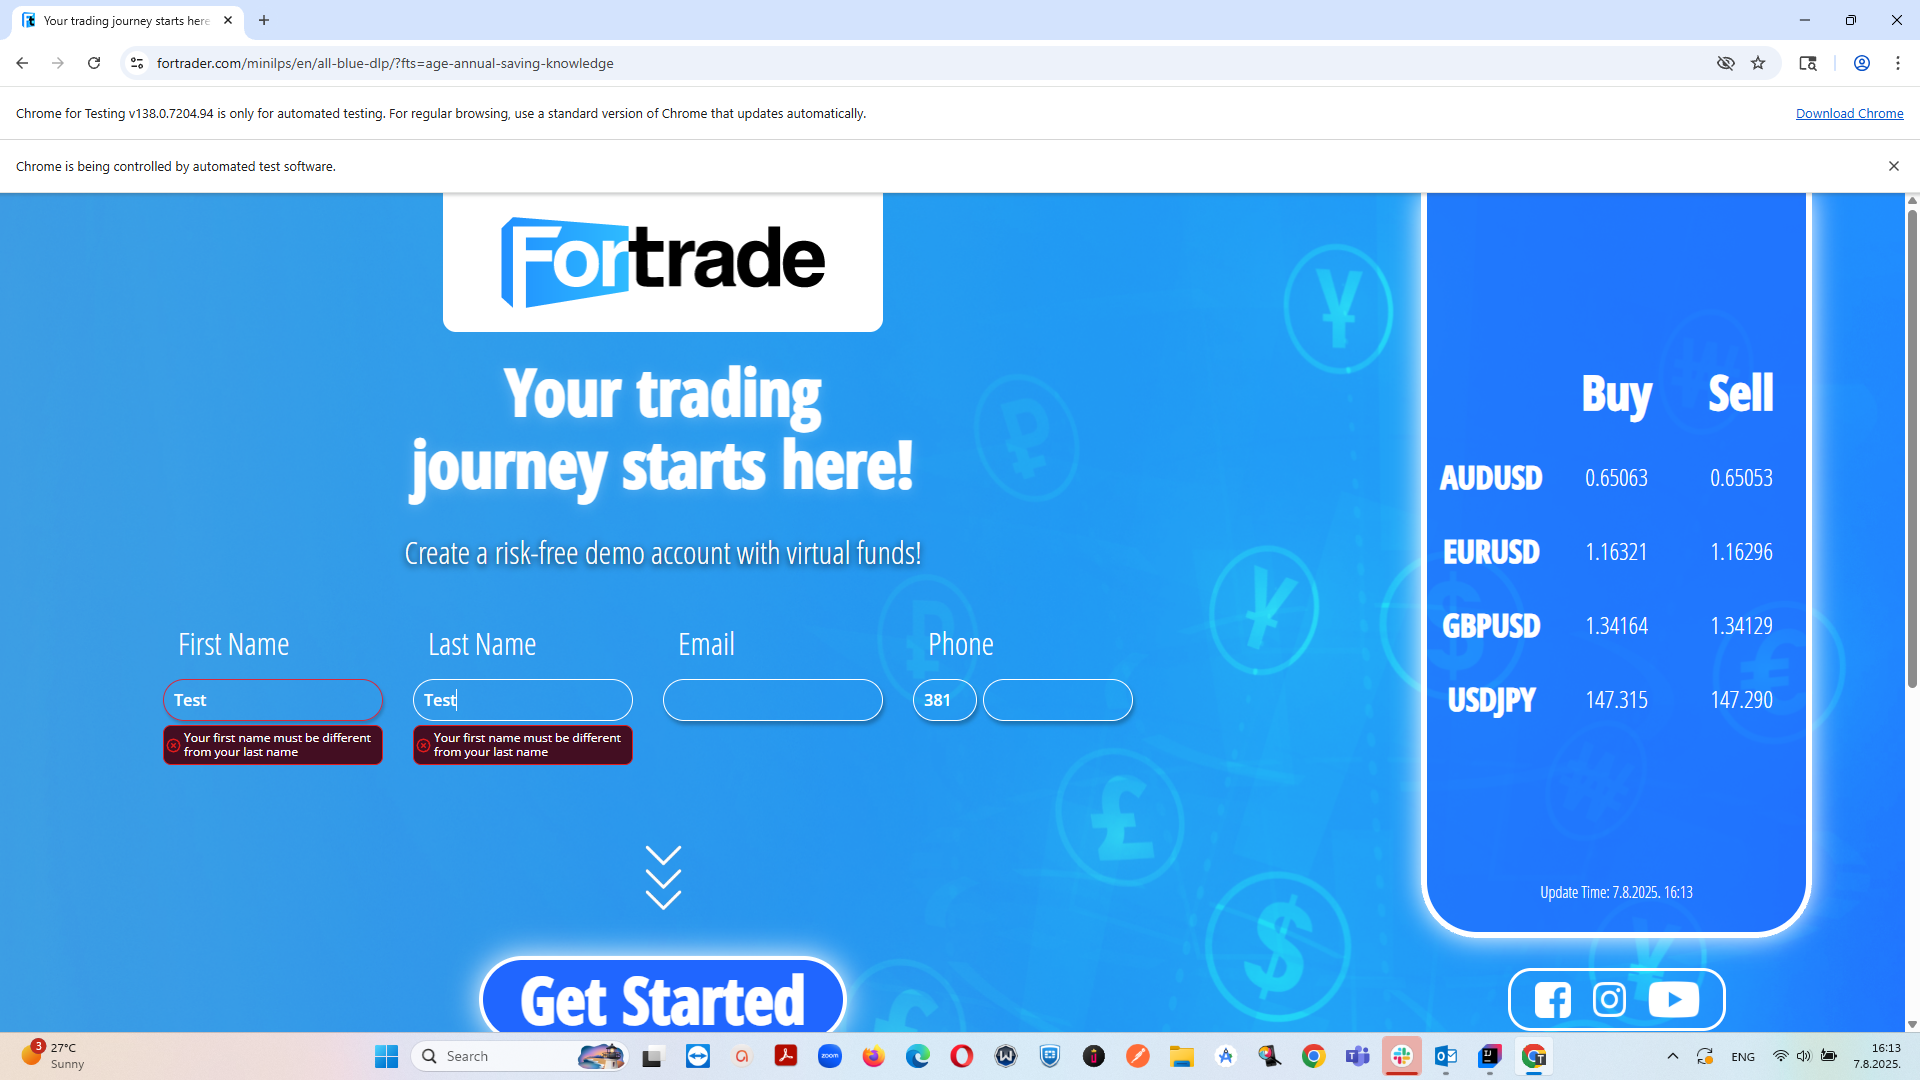 Your trading journey starts here
fortrader.com/minilps/en/all-blue-dlp/?fts=age-annual-saving-knowledge
Chrome for Testing v138.0.7204.94 is only for automated testing. For regular browsing, use a standard version of Chrome that updates automatically.
Download Chrome
Chrome is being controlled by automated test software.
Fortrade
Your trading
journey starts here!
Create a risk-free demo account with virtual funds!
First Name
Last Name
Email
Phone
Test
Test
381
Your first name must be different
from your last name
Your first name must be different
from your last name
Get Started
Buy Sell
AUDUSD 0.65063 0.65053
EURUSD 1.16321 1.16296
GBPUSD 1.34164 1.34129
USDJPY 147.315 147.290
Update Time: 7.8.2025. 16:13
3
27°C
Sunny
Search
zoom
ENG
16:13
7.8.2025.